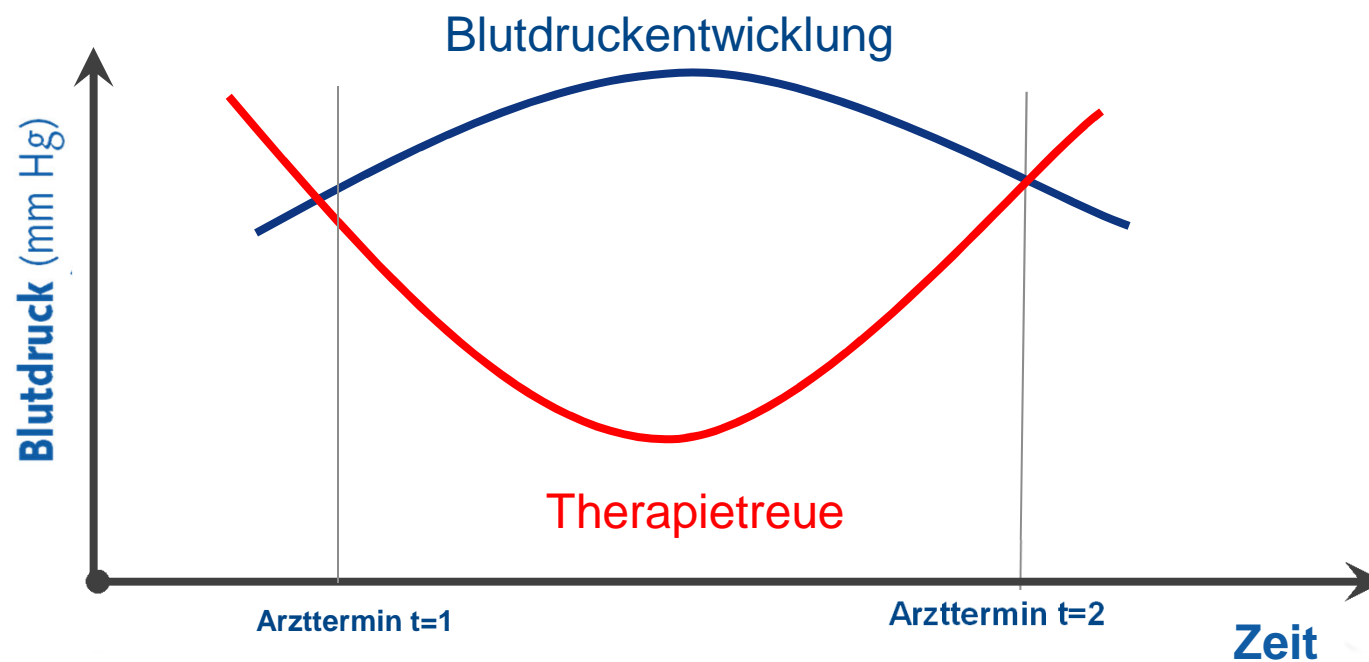 Blutdruckentwicklung
Blutdruck (mm Hg)
Therapietreue
Arzttermin t=1
Arzttermin t=2
Zeit